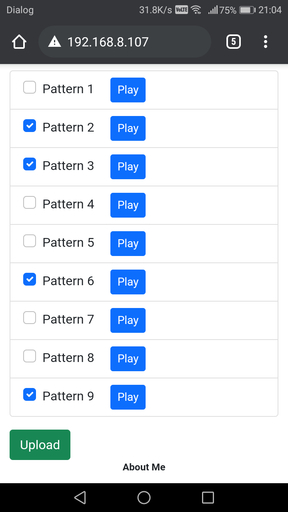 Dialog 31.8K/s 75% 21:04
192.168.8.107 5
Pattern 1 Play
Pattern 2 Play
Pattern 3 Play
Pattern 4 Play
Pattern 5 Play
Pattern 6 Play
Pattern 7 Play
Pattern 8 Play
Pattern 9 Play
Upload
About Me